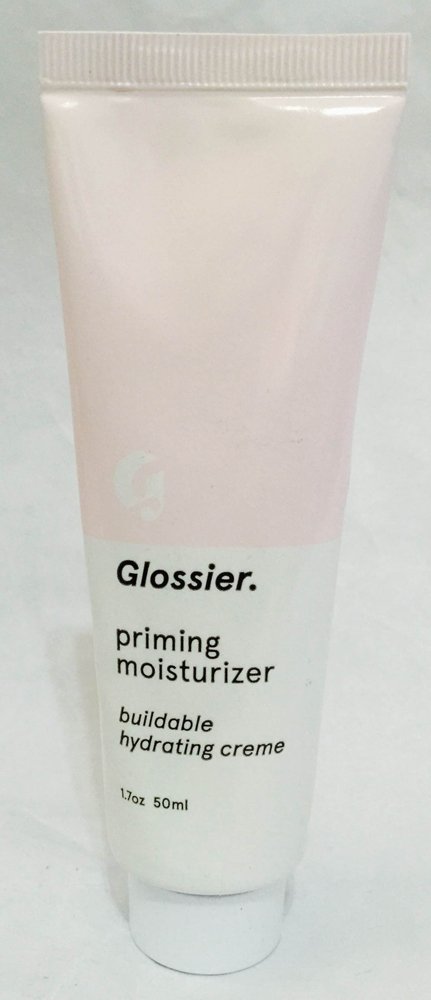 G
Glossier.
priming
moisturizer
buildable
hydrating creme
1.7oz 50ml